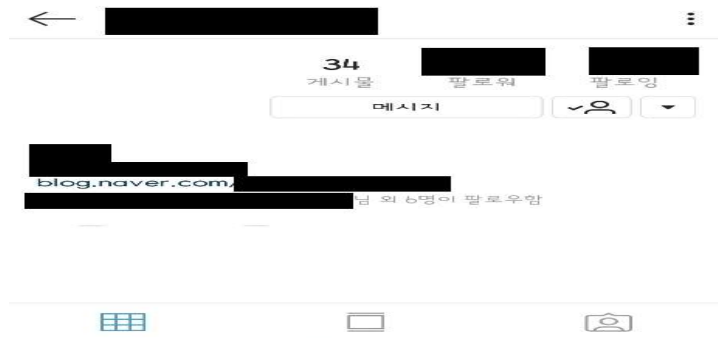 34
게시물 팔로워 팔로잉
메시지
blog.naver.com/
님 외 6명이 팔로우함